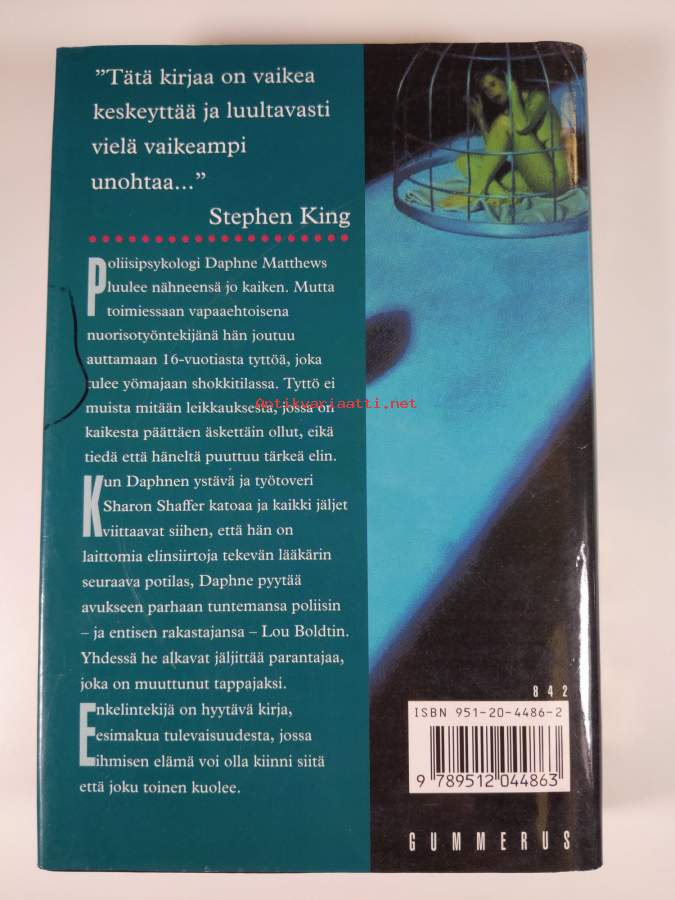 ”Tätä kirjaa on vaikea
keskeyttää ja luultavasti
vielä vaikeampi
unohtaa...”
Stephen King
Poliisipsykologi Daphne Matthews
luulee nähneensä jo kaiken. Mutta
toimiessaan vapaaehtoisena
nuorisotyöntekijänä hän joutuu
auttamaan 16-vuotiasta tyttöä, joka
tulee yömajaan shokkitilassa. Tyttö ei
muista mitään leikkauksesta, jossa on
kaikesta päättäen äskettäin ollut, eikä
tiedä että häneltä puuttuu tärkeä elin.
Kun Daphnen ystävä ja työtoveri
Sharon Shaffer katoaa ja kaikki jäljet
viittaavat siihen, että hän on
laittomia elinsiirtoja tekevän lääkärin
seuraava potilas, Daphne pyytää
avukseen parhaan tuntemansa poliisin
– ja entisen rakastajansa – Lou Boldtin.
Yhdessä he alkavat jäljittää parantajaa,
joka on muuttunut tappajaksi.
Enkelintekijä on hyytävä kirja,
esimakua tulevaisuudesta, jossa
ihmisen elämä voi olla kiinni siitä
että joku toinen kuolee.
Antikvariaatti.net
842
ISBN 951-20-4486-2
9 789512 044863
GUMMERUS